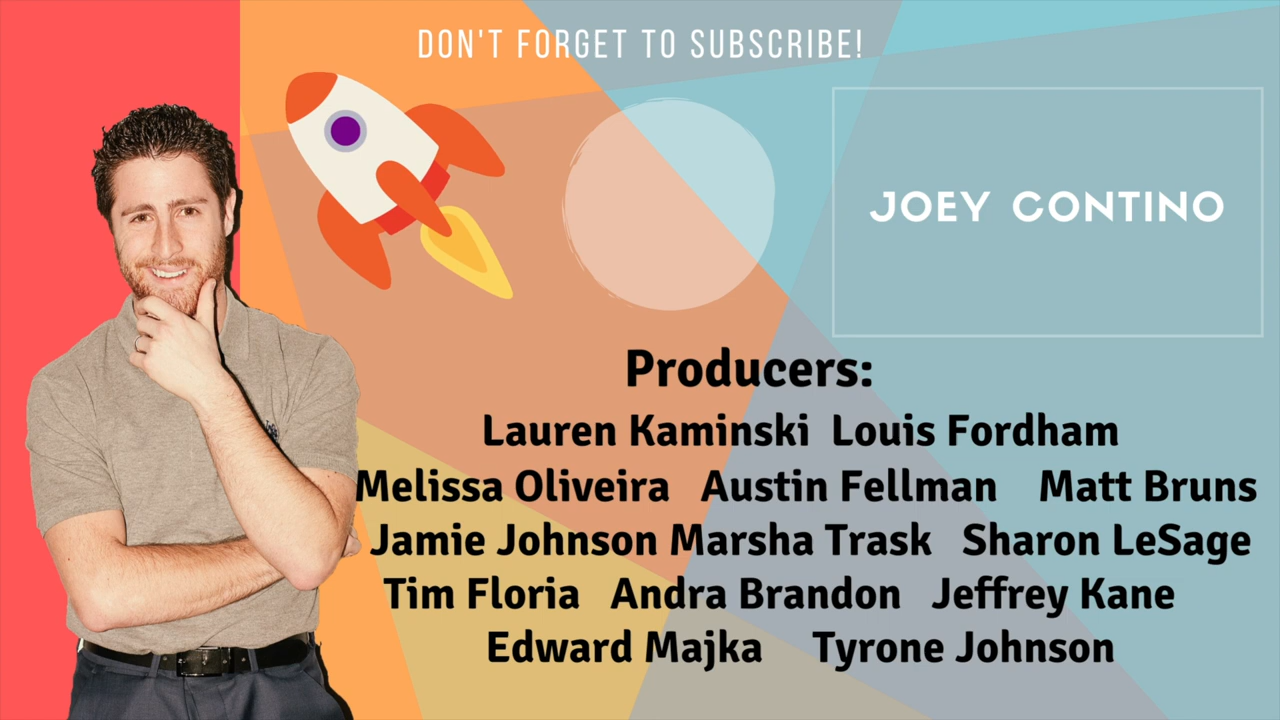 DON'T FORGET TO SUBSCRIBE!
JOEY CONTINO
Producers:
Lauren Kaminski Louis Fordham
Melissa Oliveira Austin Fellman Matt Bruns
Jamie Johnson Marsha Trask Sharon LeSage
Tim Floria Andra Brandon Jeffrey Kane
Edward Majka Tyrone Johnson